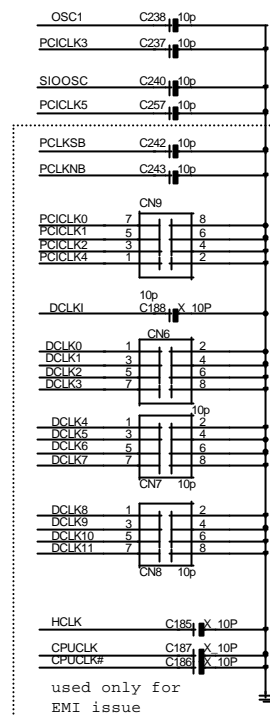 OSC1 C238 10p
PCICLK3 C237 10p
SIOOSC C240 10p
PCICLK5 C257 10p
PCLKSB C242 10p
PCLKNB C243 10p
CN9
PCICLK0 7 8
PCICLK1 5 6
PCICLK2 3 4
PCICLK4 1 2
10p
DCLKI C188 X_10P
CN6
DCLK0 1 2
DCLK1 3 4
DCLK2 5 6
DCLK3 7 8
10p
DCLK4 1 2
DCLK5 3 4
DCLK6 5 6
DCLK7 7 8
CN7 10p
DCLK8 1 2
DCLK9 3 4
DCLK10 5 6
DCLK11 7 8
CN8 10p
HCLK C185 X_10P
CPUCLK C187 X_10P
CPUCLK# C186 X_10P
used only for
EMI issue